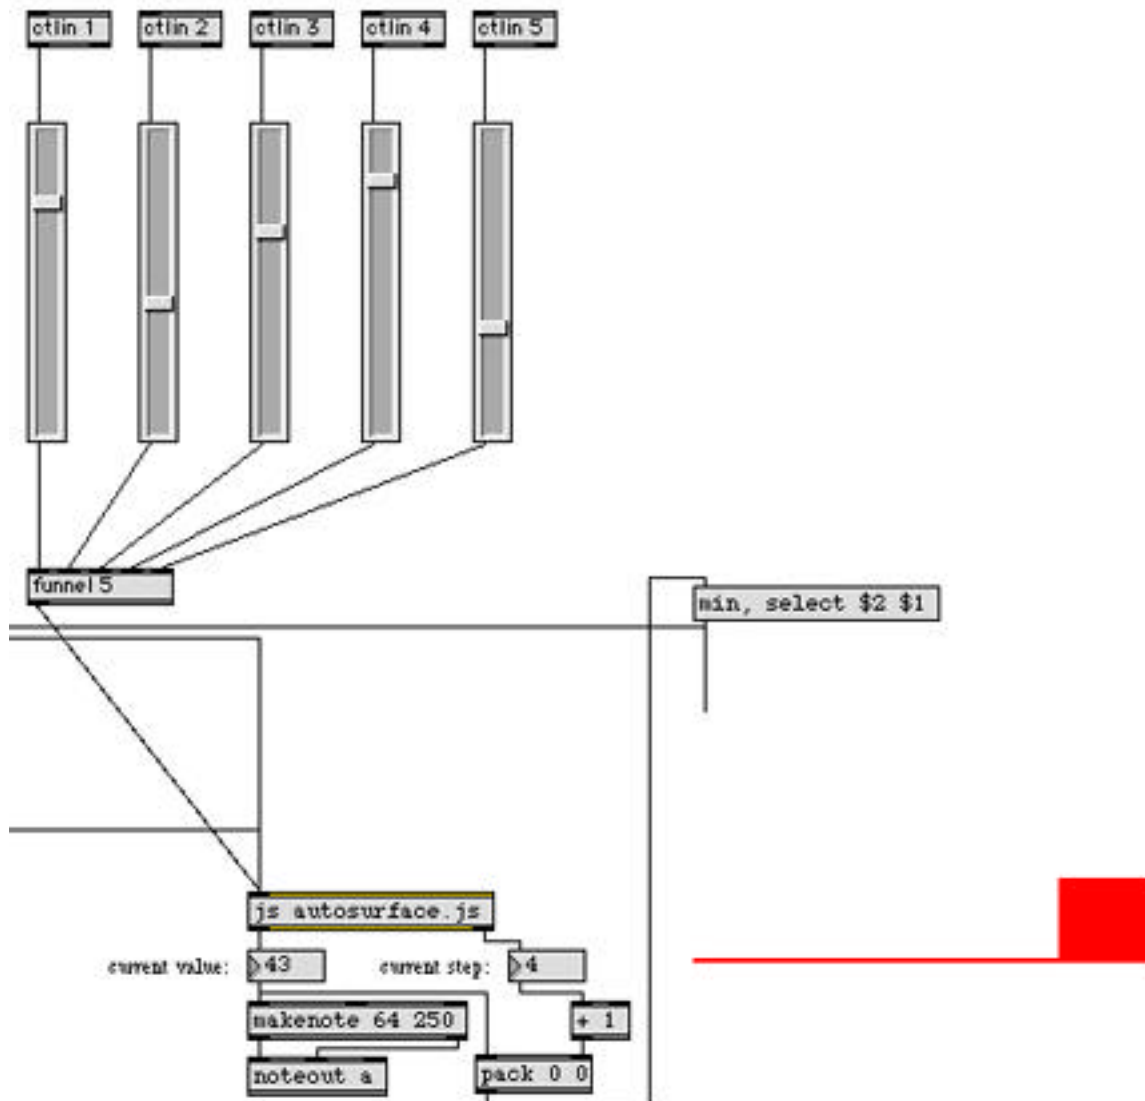 ctlin 1
ctlin 2
ctlin 3
ctlin 4
ctlin 5
funnel 5
min, select $2 $1
js autosurface.js
current value:
43
current step:
4
makenote 64 250
+ 1
noteout a
pack 0 0